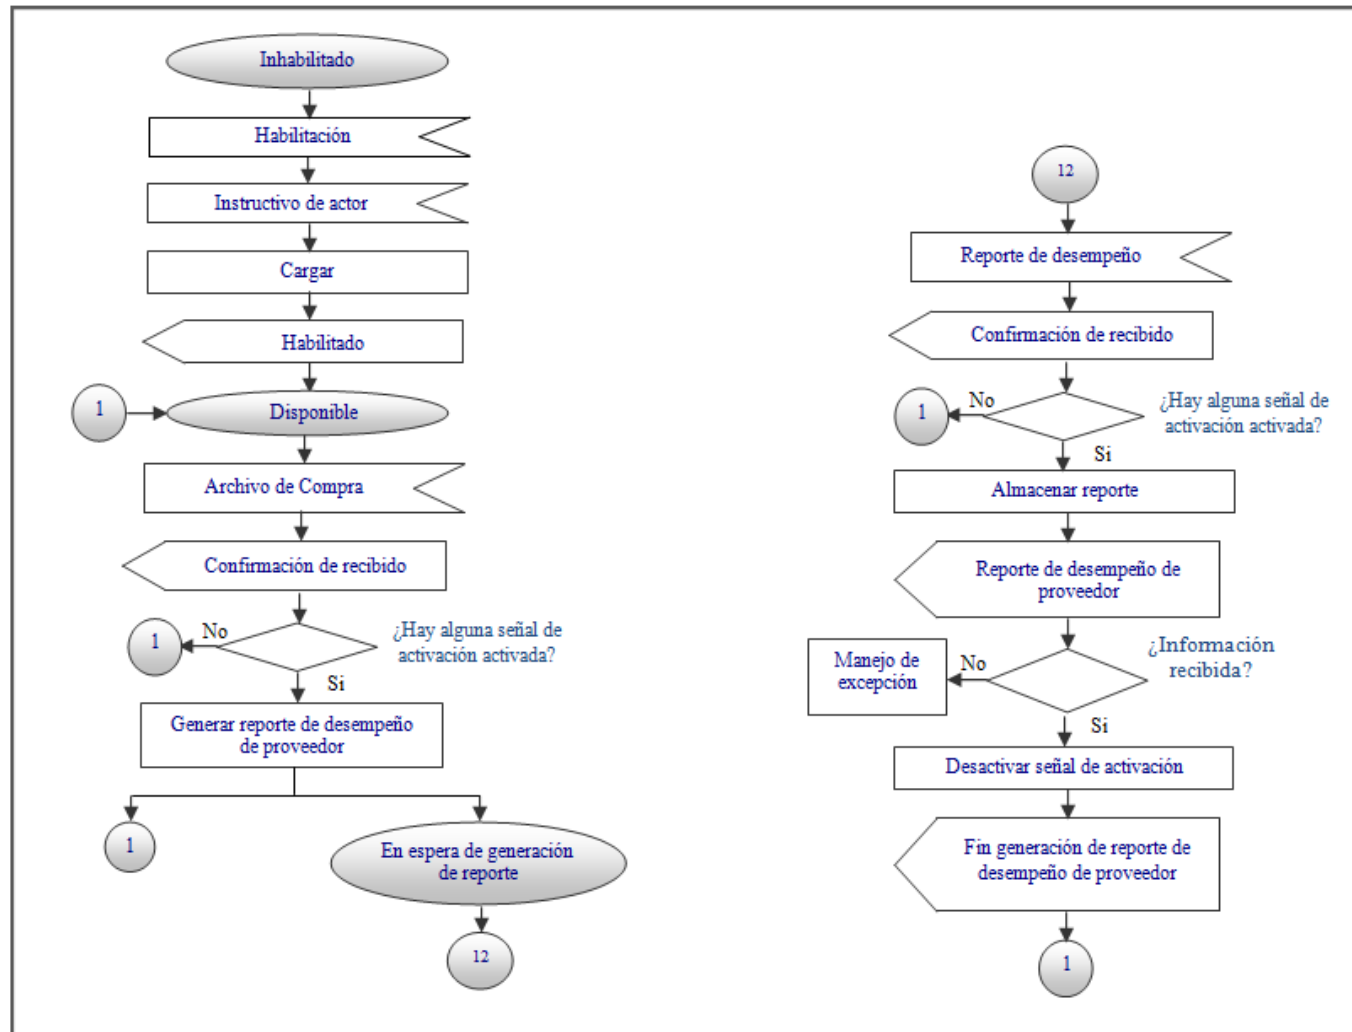 Inhabilitado
Habilitación
Instructivo de actor
Cargar
Habilitado
1
Disponible
Archivo de Compra
Confirmación de recibido
1
No
¿Hay alguna señal de
activación activada?
Si
Generar reporte de desempeño
de proveedor
1
En espera de generación
de reporte
12
12
Reporte de desempeño
Confirmación de recibido
1
No
¿Hay alguna señal de
activación activada?
Si
Almacenar reporte
Reporte de desempeño de
proveedor
Manejo de
excepción
No
¿Información
recibida?
Si
Desactivar señal de activación
Fin generación de reporte de
desempeño de proveedor
1